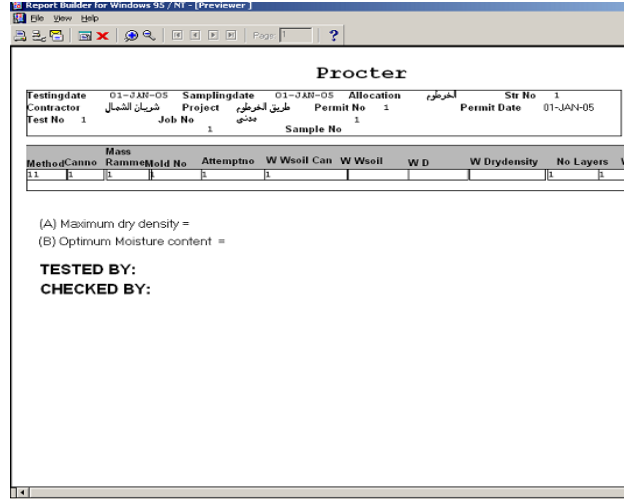 Report Builder for Windows 95 / NT - [Previewer ]
File View Help
Page: 1
Procter
Testingdate 01-JAN-05 Samplingdate 01-JAN-05 Allocation الخرطوم Str No 1
Contractor شريان الشمال Project طريق الخرطوم مدنى Permit No 1 Permit Date 01-JAN-05
Test No 1 Job No 1 Sample No 1
Method Canno Mass Ramme Mold No Attemptno W Wsoil Can W Wsoil W D W Drydensity No Layers
11 1 1 1 1 1 1 1
(A) Maximum dry density =
(B) Optimum Moisture content =
TESTED BY:
CHECKED BY: